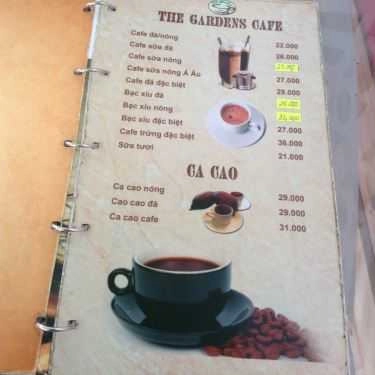 THE GARDENS CAFE
Cafe đá/nóng 22.000
Cafe sữa đá 26.000
Cafe sữa nóng
Cafe sữa nóng Á Âu 27.000
Cafe đá đặc biệt 29.000
Bạc xỉu đá
Bạc xỉu nóng
Bạc xỉu đặc biệt 27.000
Cafe trứng đặc biệt 36.000
Sữa tươi 21.000
CA CAO
Ca cao nóng 29.000
Cao cao đá 29.000
Ca cao cafe 31.000